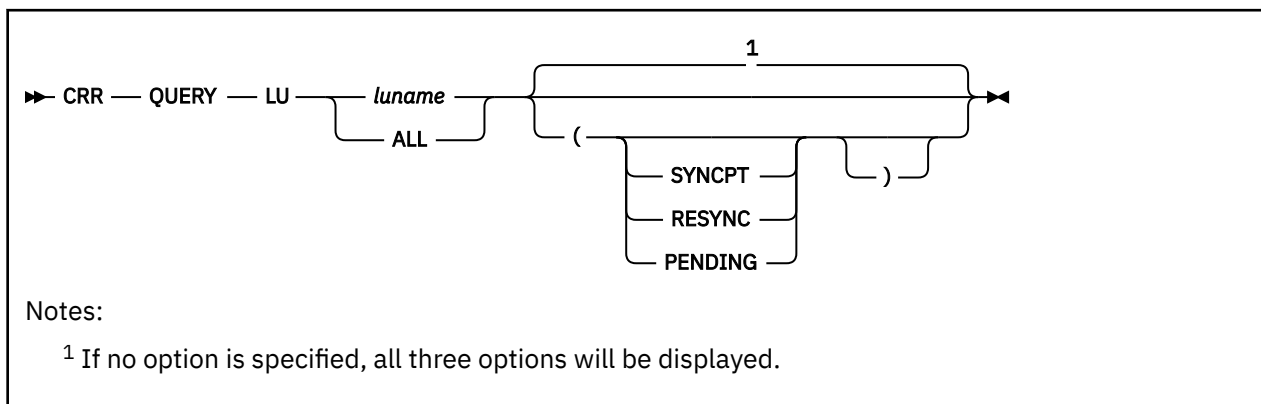 1
CRR QUERY LU luname
ALL ( )
SYNCPT
RESYNC
PENDING
Notes:
1 If no option is specified, all three options will be displayed.